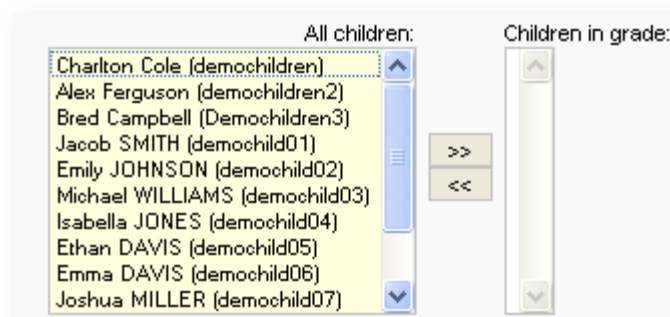 All children:
Children in grade:
Charlton Cole (demochildren)
Alex Ferguson (demochildren2)
Bred Campbell (Demochildren3)
Jacob SMITH (demochild01)
Emily JOHNSON (demochild02)
Michael WILLIAMS (demochild03)
Isabella JONES (demochild04)
Ethan DAVIS (demochild05)
Emma DAVIS (demochild06)
Joshua MILLER (demochild07)
>>
<<